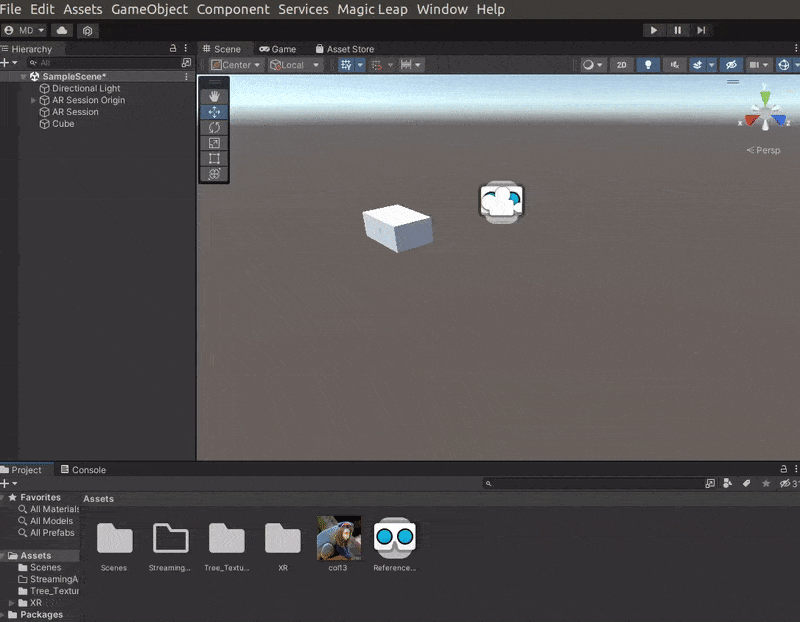 File Edit Assets GameObject Component Services Magic Leap Window Help
MD
Hierarchy
Scene Game Asset Store
All
Center Local 2D
SampleScene*
Directional Light
AR Session Origin
AR Session
Cube
y
x z
Persp
Project Console
Favorites
Assets
All Materials
All Models
All Prefabs
Assets
Scenes
StreamingA
Tree_Textur
XR
Packages
Scenes Streaming... Tree_Textu... XR col13 Reference...